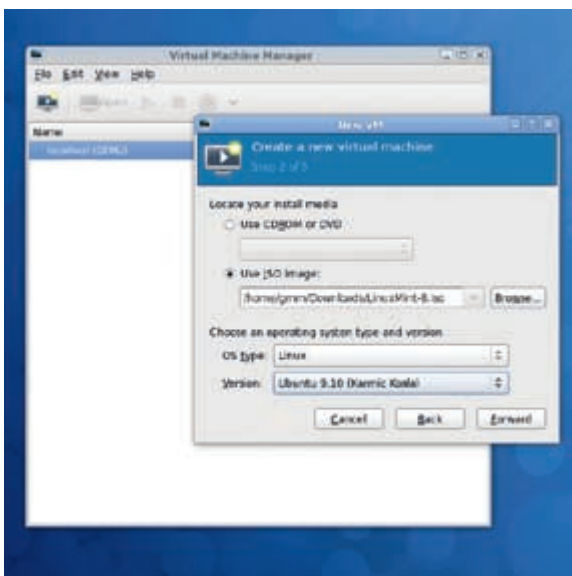 Virtual Machine Manager
File Edit View Help
Open
Name
localhost (QEMU)
New VM
Create a new virtual machine
Step 2 of 5
Locate your install media
Use CDROM or DVD
Use ISO Image:
/home/gmm/Downloads/LinuxMint-8.iso
Browse...
Choose an operating system type and version
OS type: Linux
Version: Ubuntu 9.10 (Karmic Koala)
Cancel Back Forward